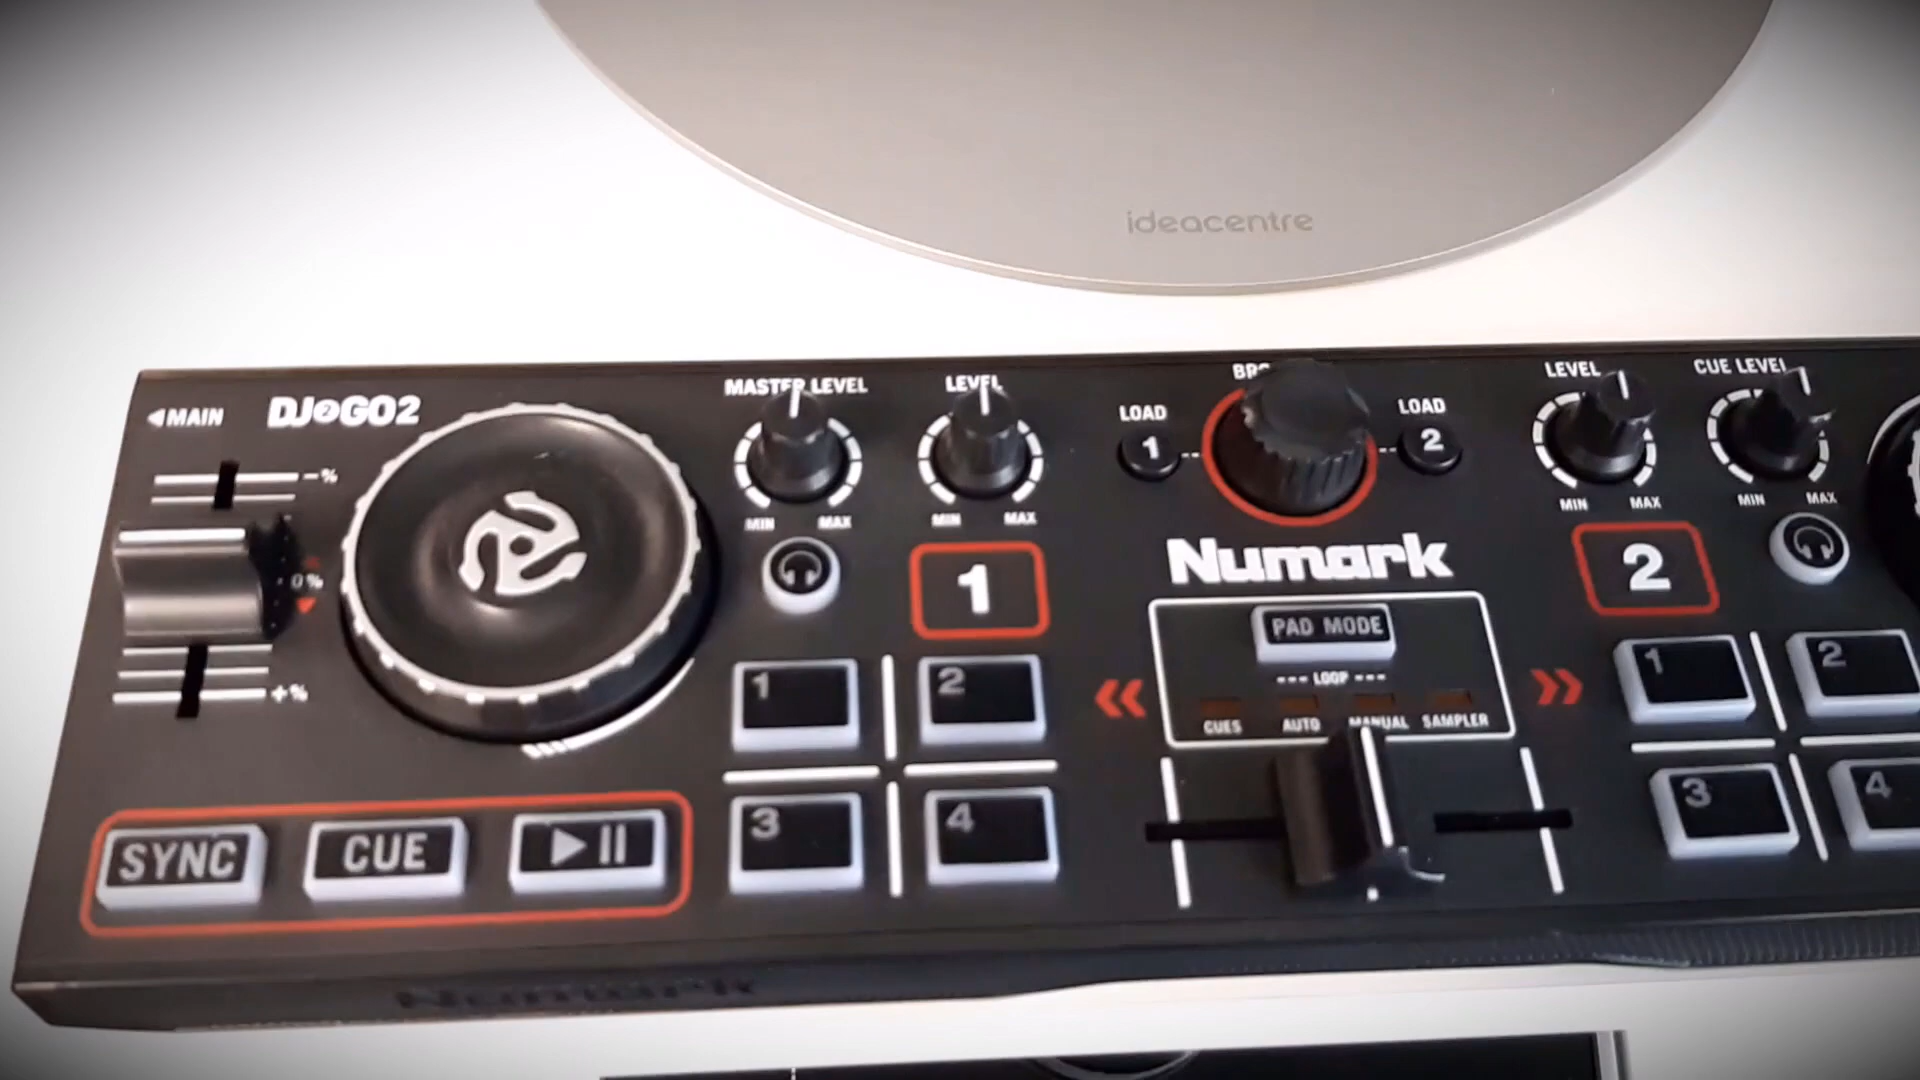 ideacentre
MAIN
DJ2GO2
MASTER LEVEL
LEVEL
LEVEL
CUE LEVEL
LOAD
LOAD
1
2
- %
0 %
+ %
MIN MAX
MIN MAX
MIN MAX
MIN MAX
Numark
1
2
PAD MODE
LOOP
CUES AUTO MANUAL SAMPLER
1 2
3 4
1 2
3 4
SYNC CUE
Numark